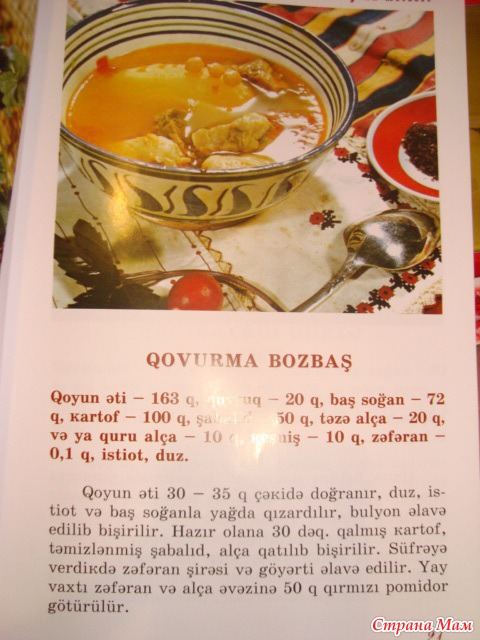 QOVURMA BOZBAŞ
Qoyun əti – 163 q, quyruq – 20 q, baş soğan – 72
q, kartof – 100 q, şabalıd – 50 q, təzə alça – 20 q,
və ya quru alça – 10 q, – 10 q, zəfəran –
0,1 q, istiot, duz.
Qoyun əti 30 – 35 q çəkidə doğranır, duz, is-
tiot və baş soğanla yağda qızardılır, bulyon əlavə
edilib bişirilir. Hazır olana 30 dəq. qalmış kartof,
təmizlənmiş şabalıd, alça qatılıb bişirilir. Süfrəyə
verdikdə zəfəran şirəsi və göyərti əlavə edilir. Yay
vaxtı zəfəran və alça əvəzinə 50 q qırmızı pomidor
götürülür.
Страна Мам